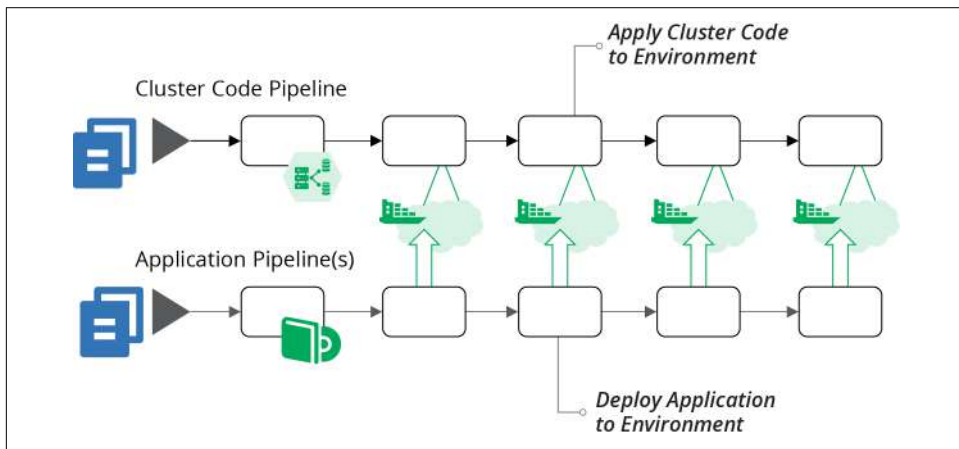 Apply Cluster Code
to Environment
Cluster Code Pipeline
Application Pipeline(s)
Deploy Application
to Environment